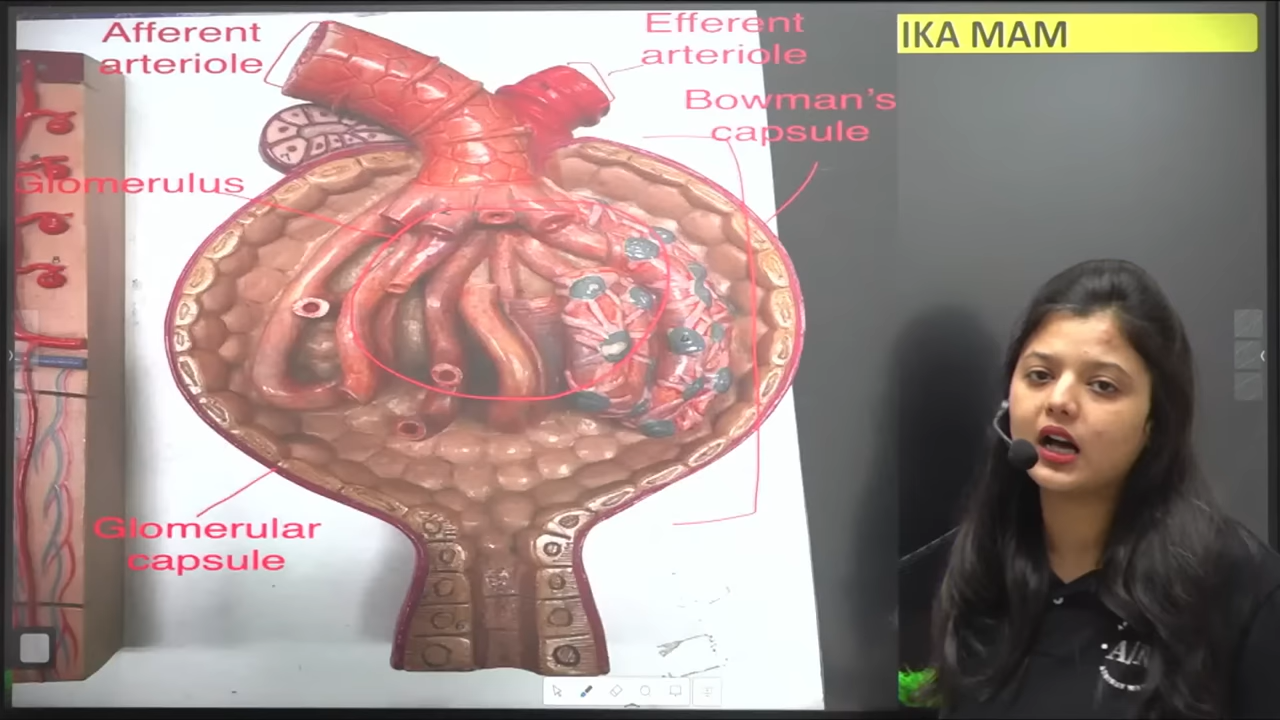 Afferent
arteriole
Efferent
arteriole
IKA MAM
Bowman's
capsule
Glomerulus
Glomerular
capsule